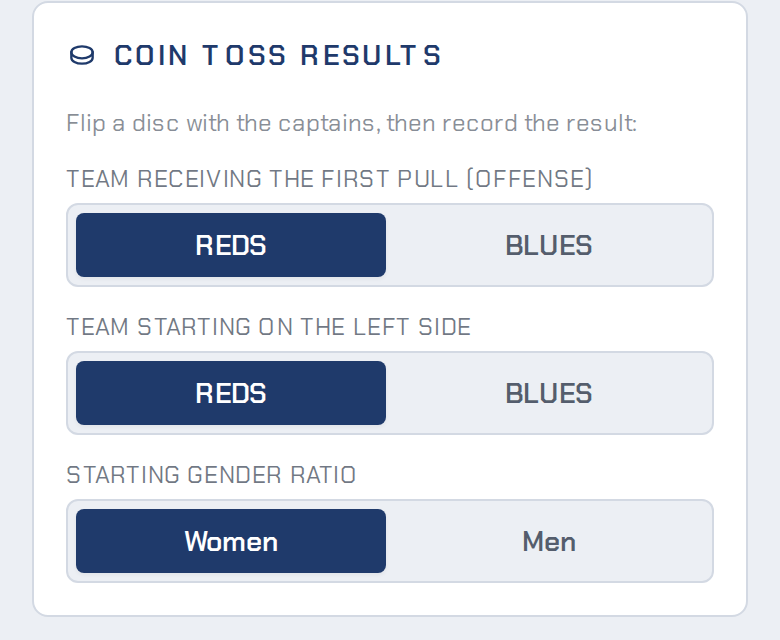 COIN TOSS RESULTS
Flip a disc with the captains, then record the result:
TEAM RECEIVING THE FIRST PULL (OFFENSE)
REDS BLUES
TEAM STARTING ON THE LEFT SIDE
REDS BLUES
STARTING GENDER RATIO
Women Men